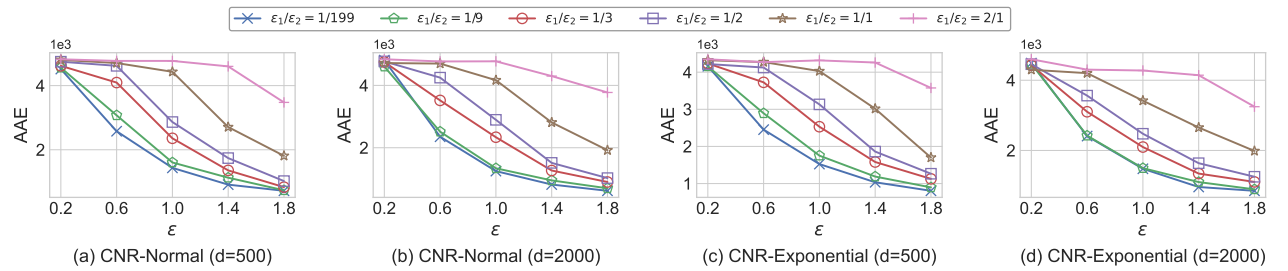 ε₁/ε₂ = 1/199 ε₁/ε₂ = 1/9 ε₁/ε₂ = 1/3 ε₁/ε₂ = 1/2 ε₁/ε₂ = 1/1 ε₁/ε₂ = 2/1
1e3 1e3 1e3 1e3
AAE 4 2
0.2 0.6 1.0 1.4 1.8
ε
(a) CNR-Normal (d=500)
AAE 4 2
0.2 0.6 1.0 1.4 1.8
ε
(b) CNR-Normal (d=2000)
AAE 4 3 2 1
0.2 0.6 1.0 1.4 1.8
ε
(c) CNR-Exponential (d=500)
AAE 4 2
0.2 0.6 1.0 1.4 1.8
ε
(d) CNR-Exponential (d=2000)